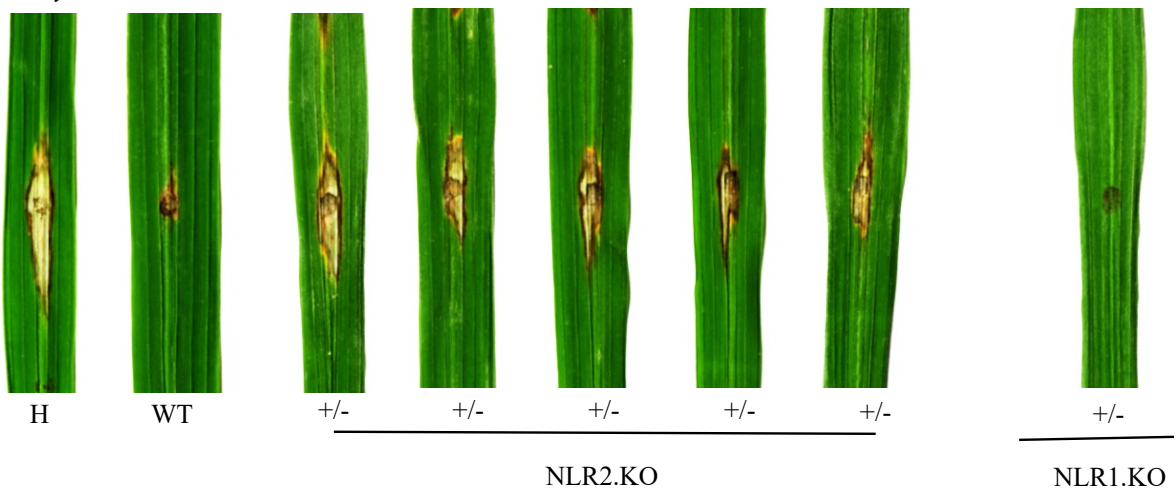 H WT +/- +/- +/- +/- +/- +/-
NLR2.KO NLR1.KO